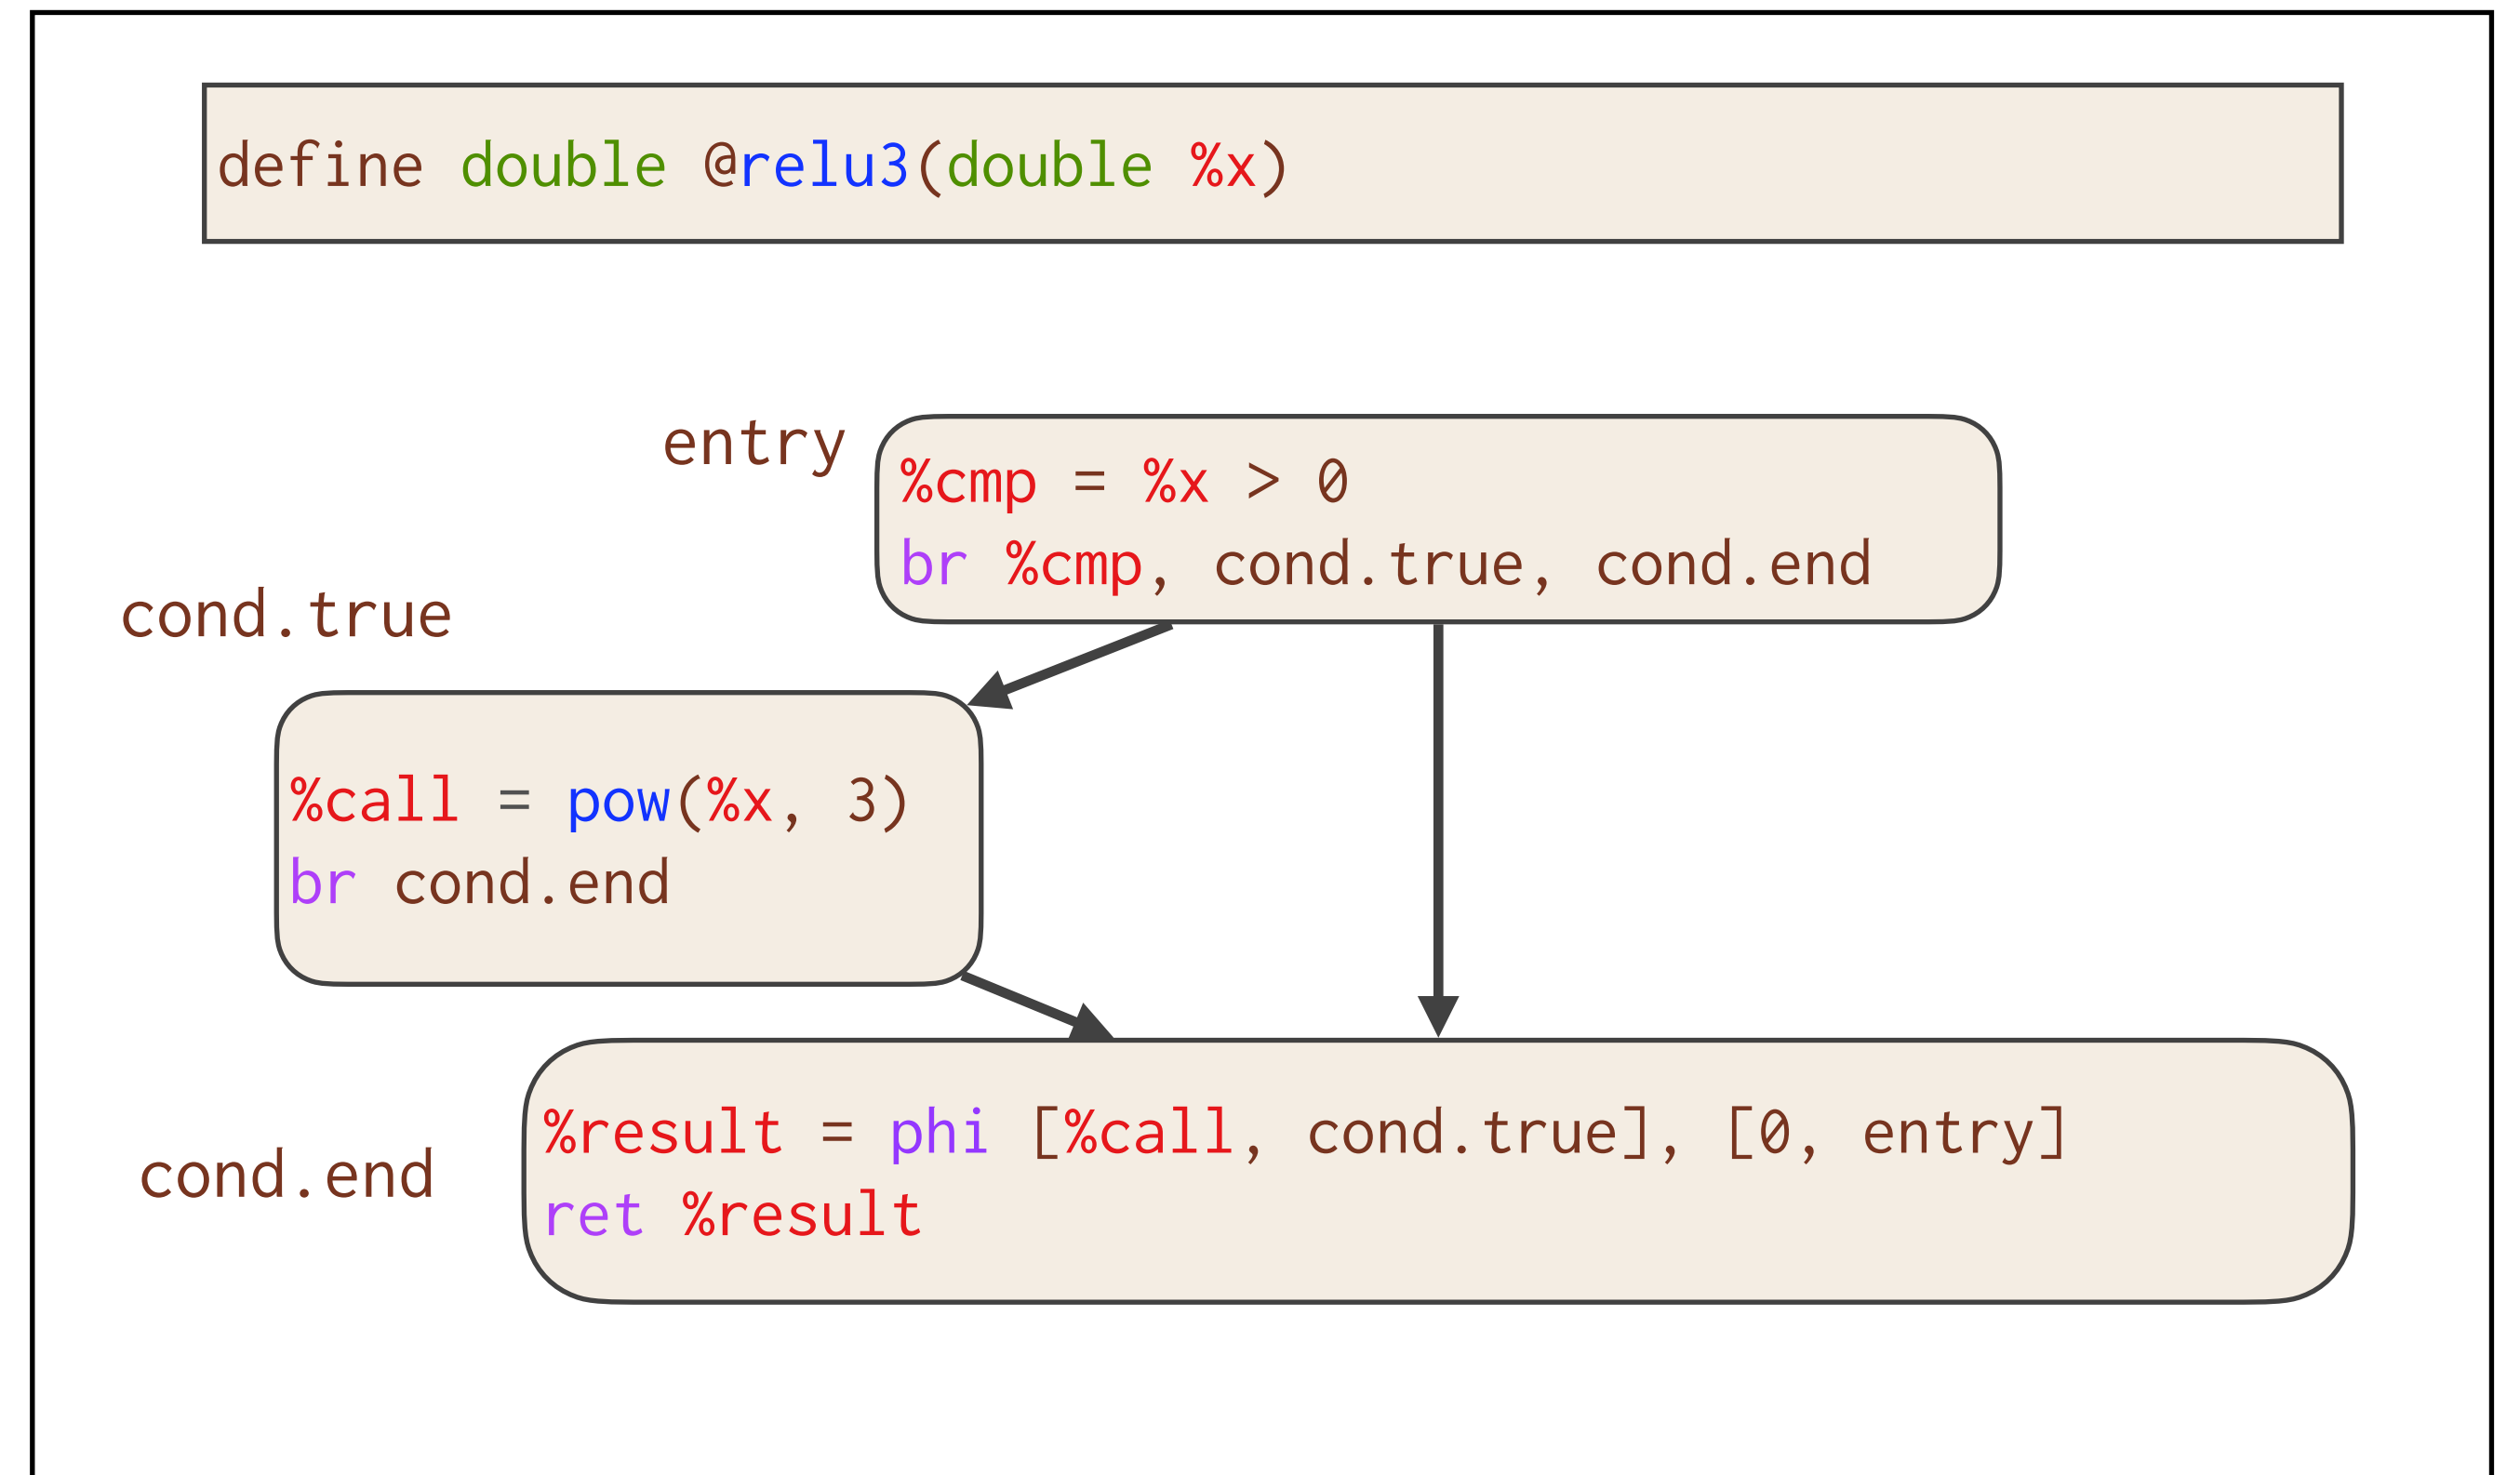 define double @relu3(double %x)
entry
%cmp = %x > 0
br %cmp, cond.true, cond.end
cond.true
%call = pow(%x, 3)
br cond.end
cond.end
%result = phi [%call, cond.true], [0, entry]
ret %result